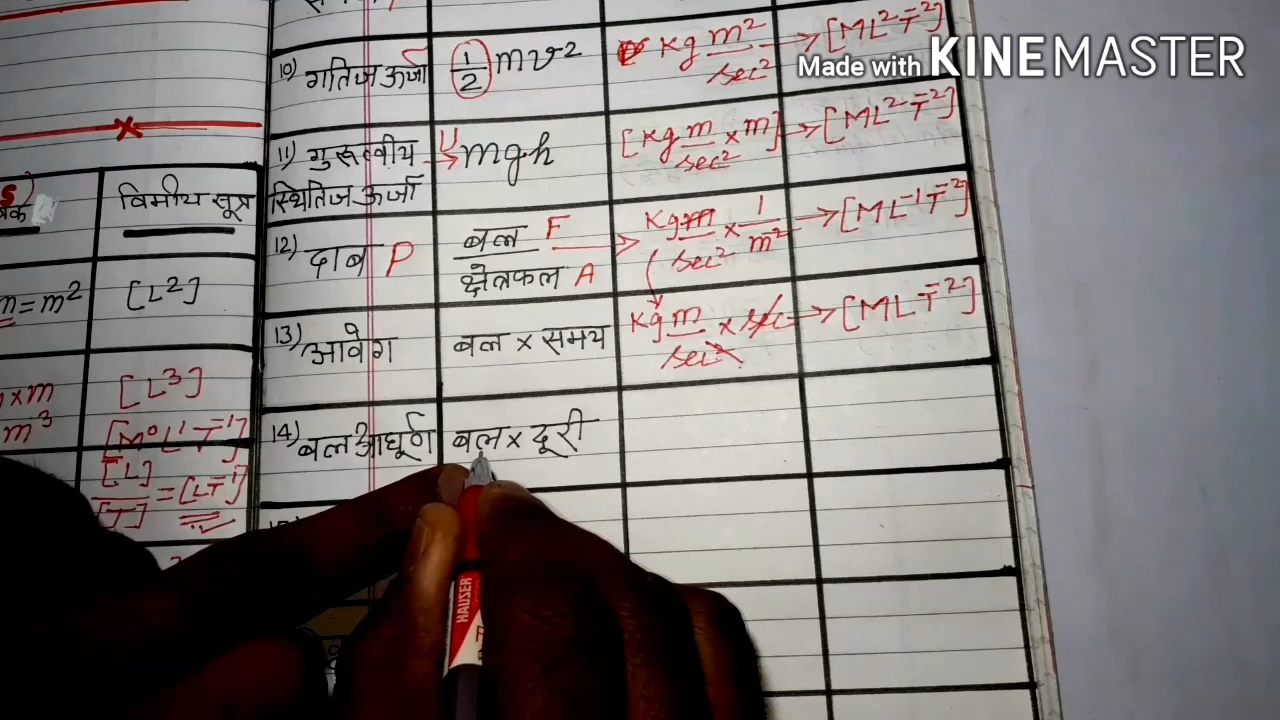 Made with KINEMASTER
विमीय सूत्र
n=m² [L²]
×m [L³]
m³
[M⁰L¹T⁻¹]
[L]
[T] = [LT⁻¹]
10) गतिज ऊर्जा 1/2 mv² Kg m²/sec² → [ML²T⁻²]
11) गुरूत्वीय U → mgh [Kg m/sec² × m] → [ML²T⁻²]
स्थितिज ऊर्जा
12) दाब P बल F / क्षेत्रफल A → Kg m/sec² × 1/m² → [ML⁻¹T⁻²]
13) आवेग बल × समय Kg m/sec² × sec → [MLT⁻²]
14) बल आघूर्ण बल × दूरी
HAUSER